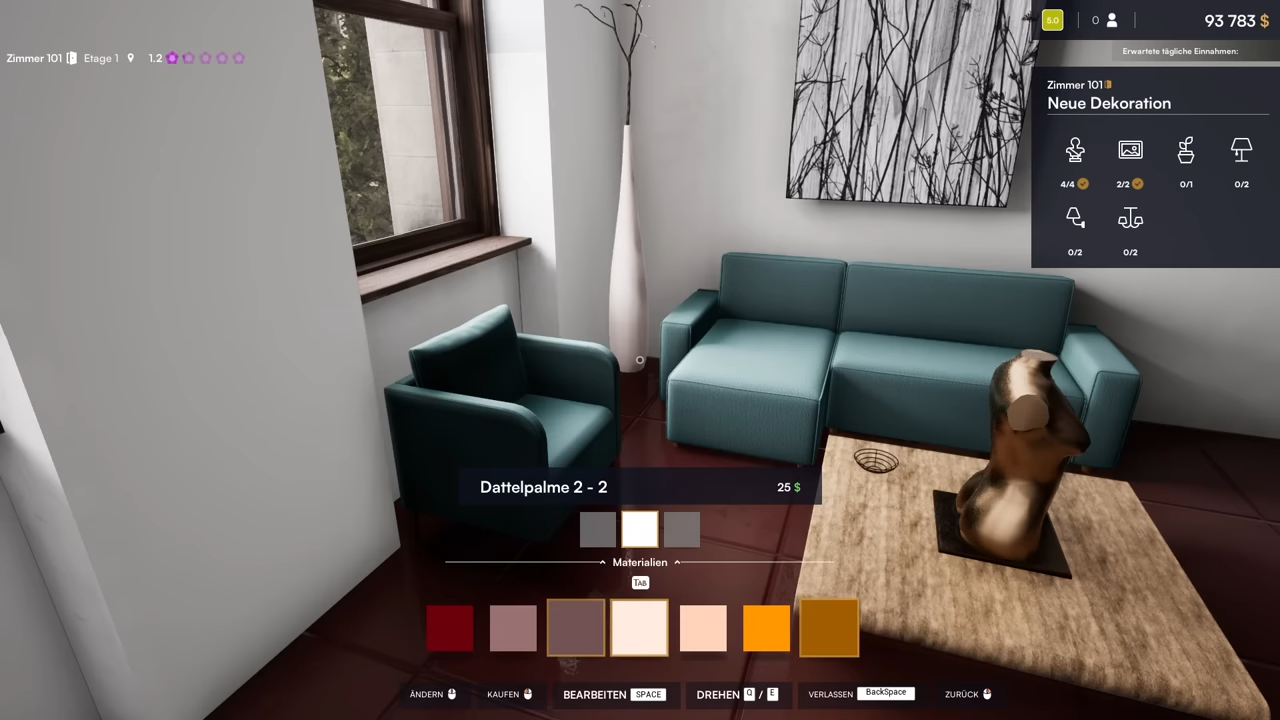 5.0
0
93 783 $
Zimmer 101 Etage 1 1.2
Erwartete tägliche Einnahmen:
Zimmer 101
Neue Dekoration
4/4 2/2 0/1 0/2
0/2 0/2
Dattelpalme 2 - 2 25 $
Materialien
TAB
ÄNDERN KAUFEN BEARBEITEN SPACE DREHEN Q / E VERLASSEN BackSpace ZURÜCK